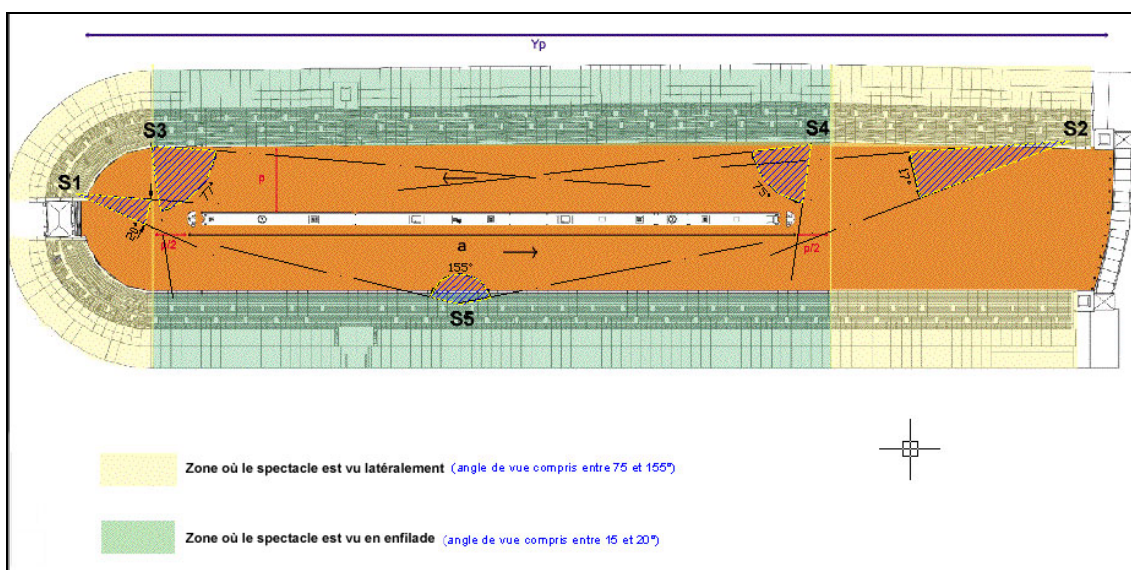 Yp
S3
S4
S2
S1
p
77°
75°
17°
20°
p/2
a
p/2
155°
S5
Zone où le spectacle est vu latéralement (angle de vue compris entre 75 et 155°)
Zone où le spectacle est vu en enfilade (angle de vue compris entre 15 et 20°)